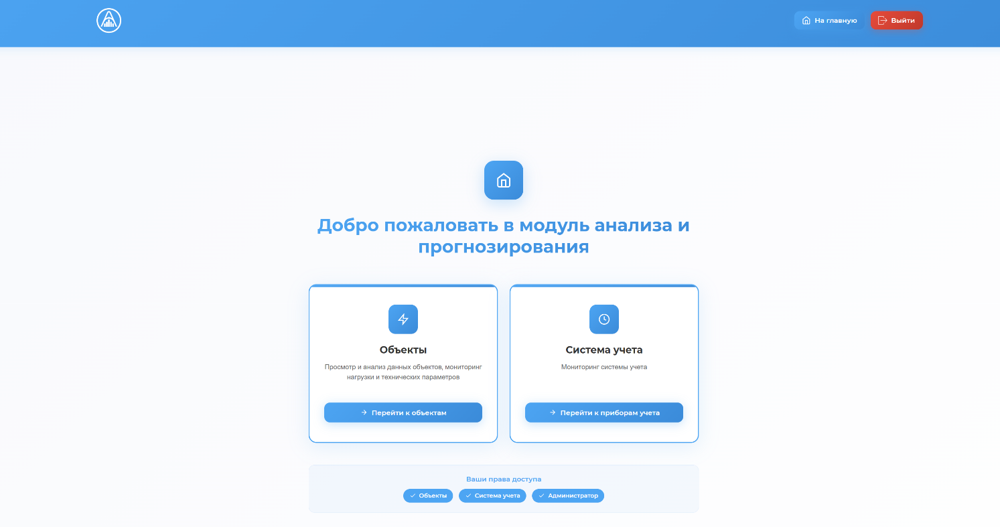 На главную
Выйти
Добро пожаловать в модуль анализа и
прогнозирования
Объекты
Просмотр и анализ данных объектов, мониторинг
нагрузки и технических параметров
Перейти к объектам
Система учета
Мониторинг системы учета
Перейти к приборам учета
Ваши права доступа
Объекты
Система учета
Администратор